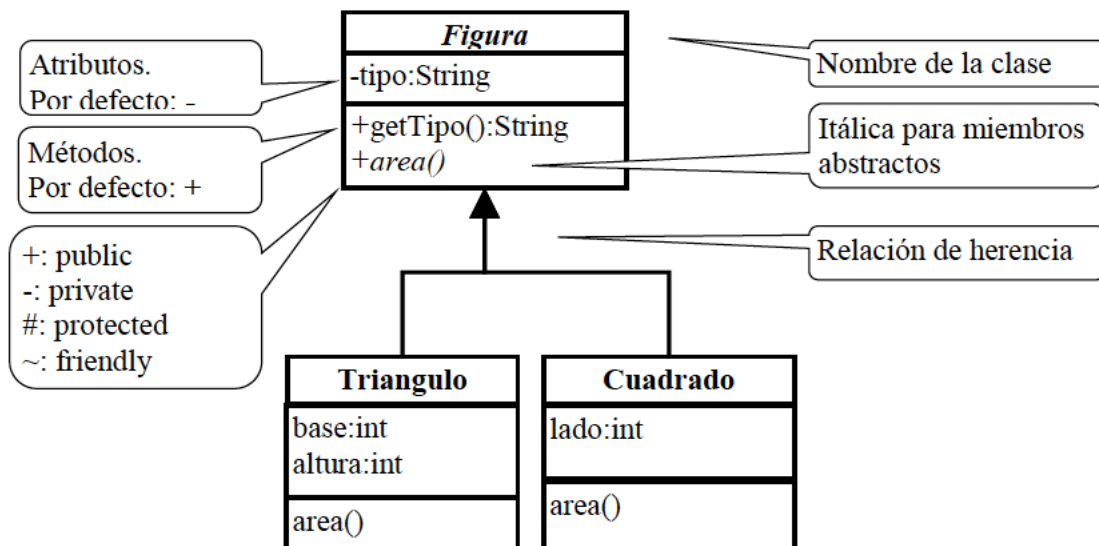 Figura
-tipo:String
+getTipo():String
+area()
Atributos.
Por defecto: -
Métodos.
Por defecto: +
+: public
-: private
#: protected
~: friendly
Nombre de la clase
Itálica para miembros
abstractos
Relación de herencia
Triangulo
base:int
altura:int
area()
Cuadrado
lado:int
area()